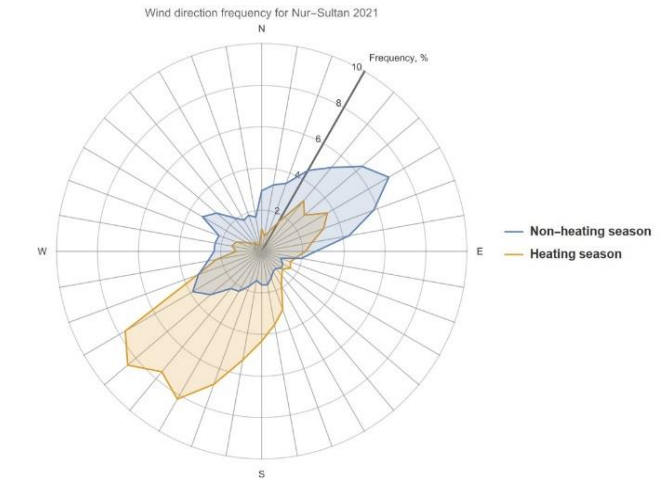 Wind direction frequency for Nur–Sultan 2021
N
Frequency, %
10
8
6
4
2
W
E
S
Non–heating season
Heating season